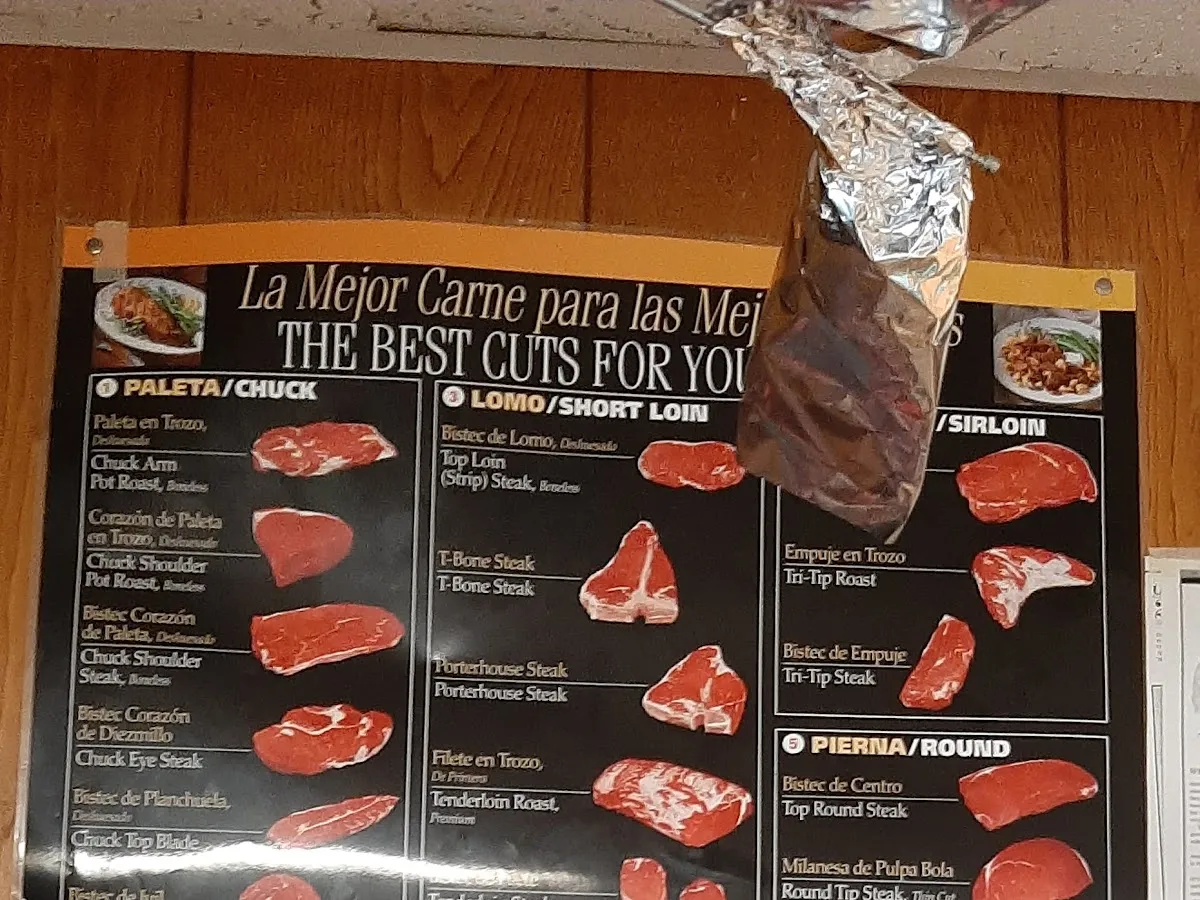 La Mejor Carne para las Mej
THE BEST CUTS FOR YOU
1 PALETA/CHUCK
Paleta en Trozo,
Deshuesado
Chuck Arm
Pot Roast, Boneless
Corazón de Paleta
en Trozo, Deshuesado
Chuck Shoulder
Pot Roast, Boneless
Bistec Corazón
de Paleta, Deshuesado
Chuck Shoulder
Steak, Boneless
Bistec Corazón
de Diezmillo
Chuck Eye Steak
Bistec de Planchuela,
Deshuesado
Chuck Top Blade
3 LOMO/SHORT LOIN
Bistec de Lomo, Deshuesado
Top Loin
(Strip) Steak, Boneless
T-Bone Steak
T-Bone Steak
Porterhouse Steak
Porterhouse Steak
Filete en Trozo,
De Primera
Tenderloin Roast,
Premium
/SIRLOIN
Empuje en Trozo
Tri-Tip Roast
Bistec de Empuje
Tri-Tip Steak
5 PIERNA/ROUND
Bistec de Centro
Top Round Steak
Milanesa de Pulpa Bola
Round Tip Steak, Thin Cut